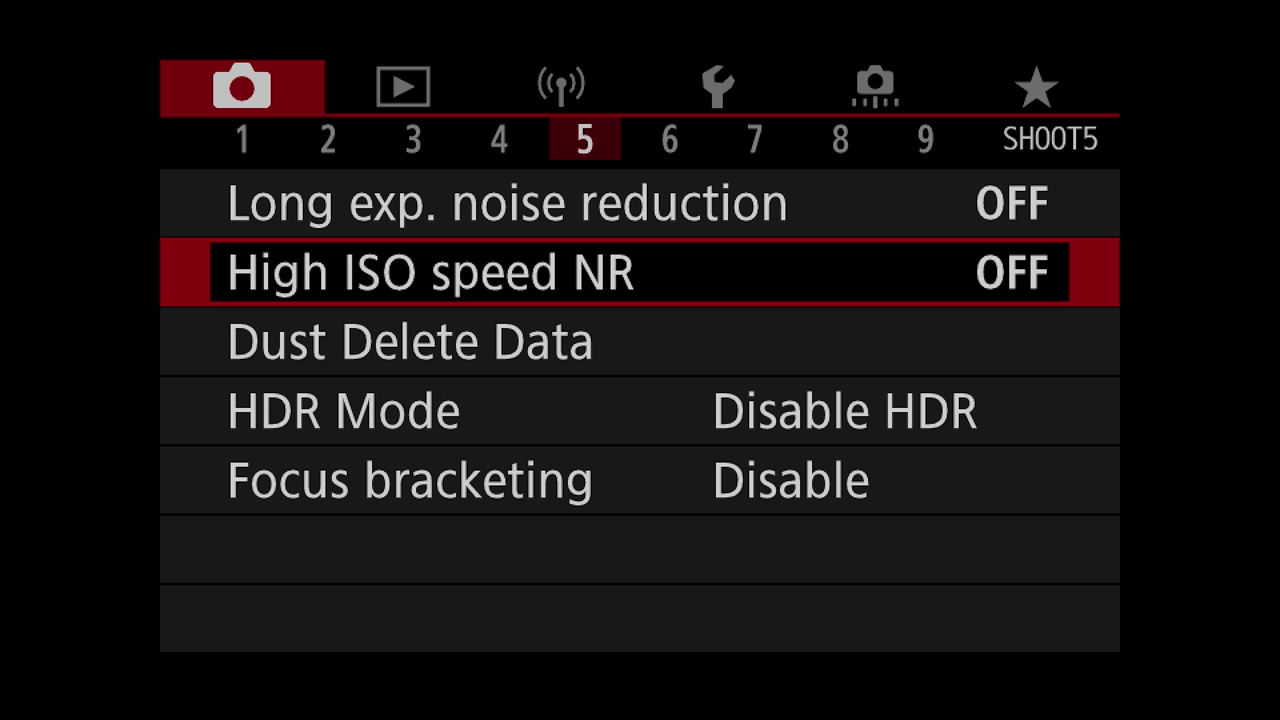 1 2 3 4 5 6 7 8 9 SHOOT5
Long exp. noise reduction OFF
High ISO speed NR OFF
Dust Delete Data
HDR Mode Disable HDR
Focus bracketing Disable